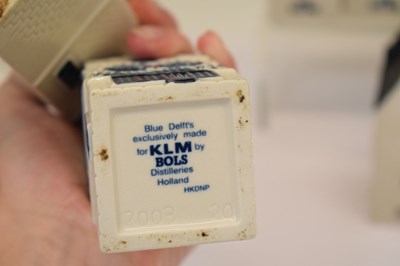 Blue Delft's
exclusively made
for KLM by
BOLS
Distilleries
Holland
HKDNP